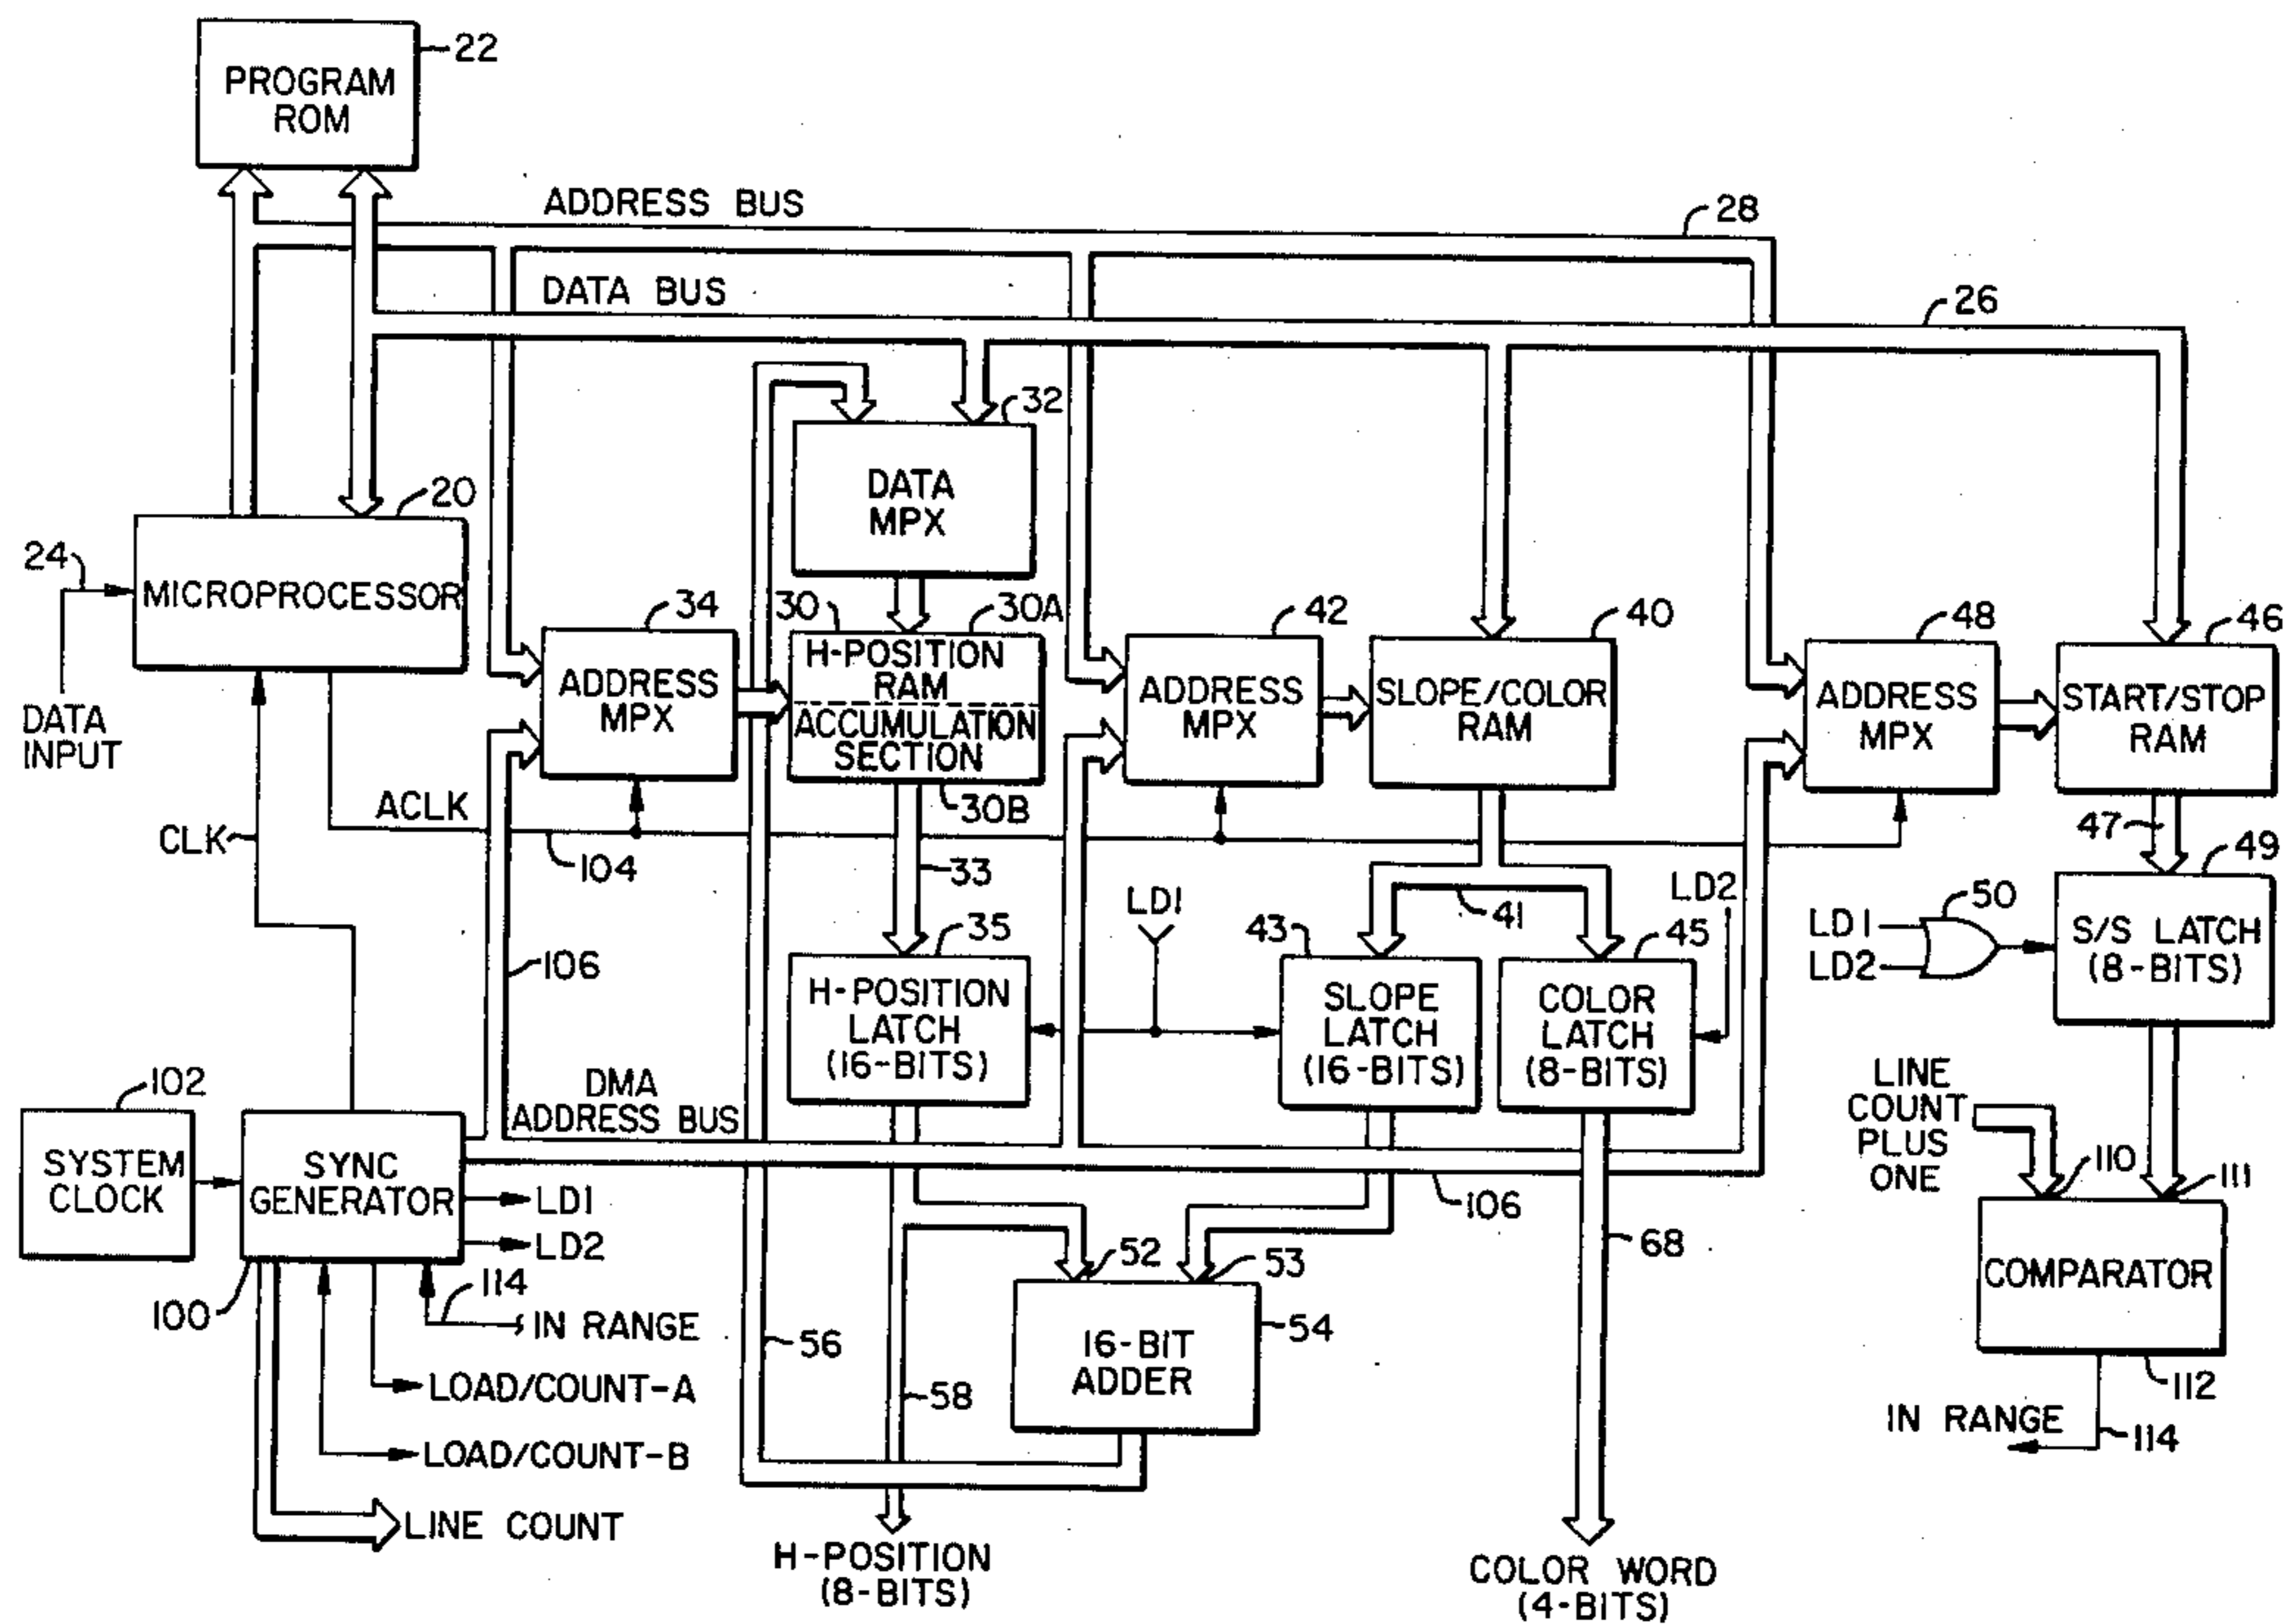 PROGRAM
ROM
22
ADDRESS BUS
28
DATA BUS
26
32
DATA
MPX
20
24
MICROPROCESSOR
DATA
INPUT
34
ADDRESS
MPX
30
30A
H-POSITION
RAM
ACCUMULATION
SECTION
30B
42
ADDRESS
MPX
40
SLOPE/COLOR
RAM
48
ADDRESS
MPX
46
START/STOP
RAM
ACLK
CLK
104
33
47
49
LD1
41
LD2
50
LD1
LD2
S/S LATCH
(8-BITS)
106
35
H-POSITION
LATCH
(16-BITS)
43
SLOPE
LATCH
(16-BITS)
45
COLOR
LATCH
(8-BITS)
LINE
COUNT
PLUS
ONE
110
111
102
SYSTEM
CLOCK
DMA
ADDRESS BUS
SYNC
GENERATOR
LD1
LD2
100
114
IN RANGE
106
52
53
68
COMPARATOR
56
58
16-BIT
ADDER
54
112
IN RANGE
114
LOAD/COUNT-A
LOAD/COUNT-B
LINE COUNT
H-POSITION
(8-BITS)
COLOR WORD
(4-BITS)